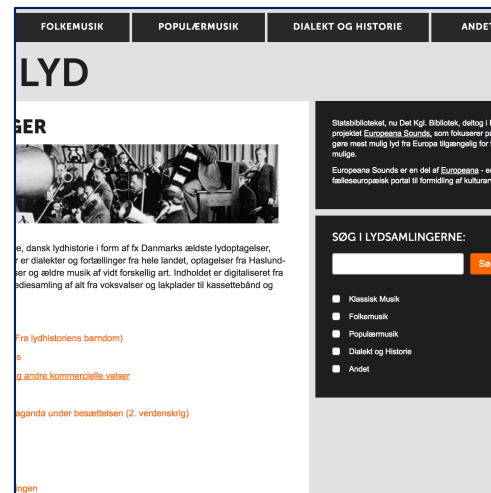 FOLKEMUSIK POPULÆRMUSIK DIALEKT OG HISTORIE ANDET
LYD
GER
e, dansk lydhistorie i form af fx Danmarks ældste lydoptagelser,
r er dialekter og fortællinger fra hele landet, optagelser fra Haslund-
ser og ældre musik af vidt forskellig art. Indholdet er digitaliseret fra
ediesamling af alt fra voksvalser og lakplader til kassettebånd og
Fra lydhistoriens barndom)
s
g andre kommercielle valser
aganda under besættelsen (2. verdenskrig)
ingen
Statsbiblioteket, nu Det Kgl. Bibliotek, deltog i
projektet Europeana Sounds, som fokuserer p
gøre mest mulig lyd fra Europa tilgængelig for
mulige.
Europeana Sounds er en del af Europeana - e
fælleseuropæisk portal til formidling af kulturar
SØG I LYDSAMLINGERNE:
Sø
Klassisk Musik
Folkemusik
Populærmusik
Dialekt og Historie
Andet